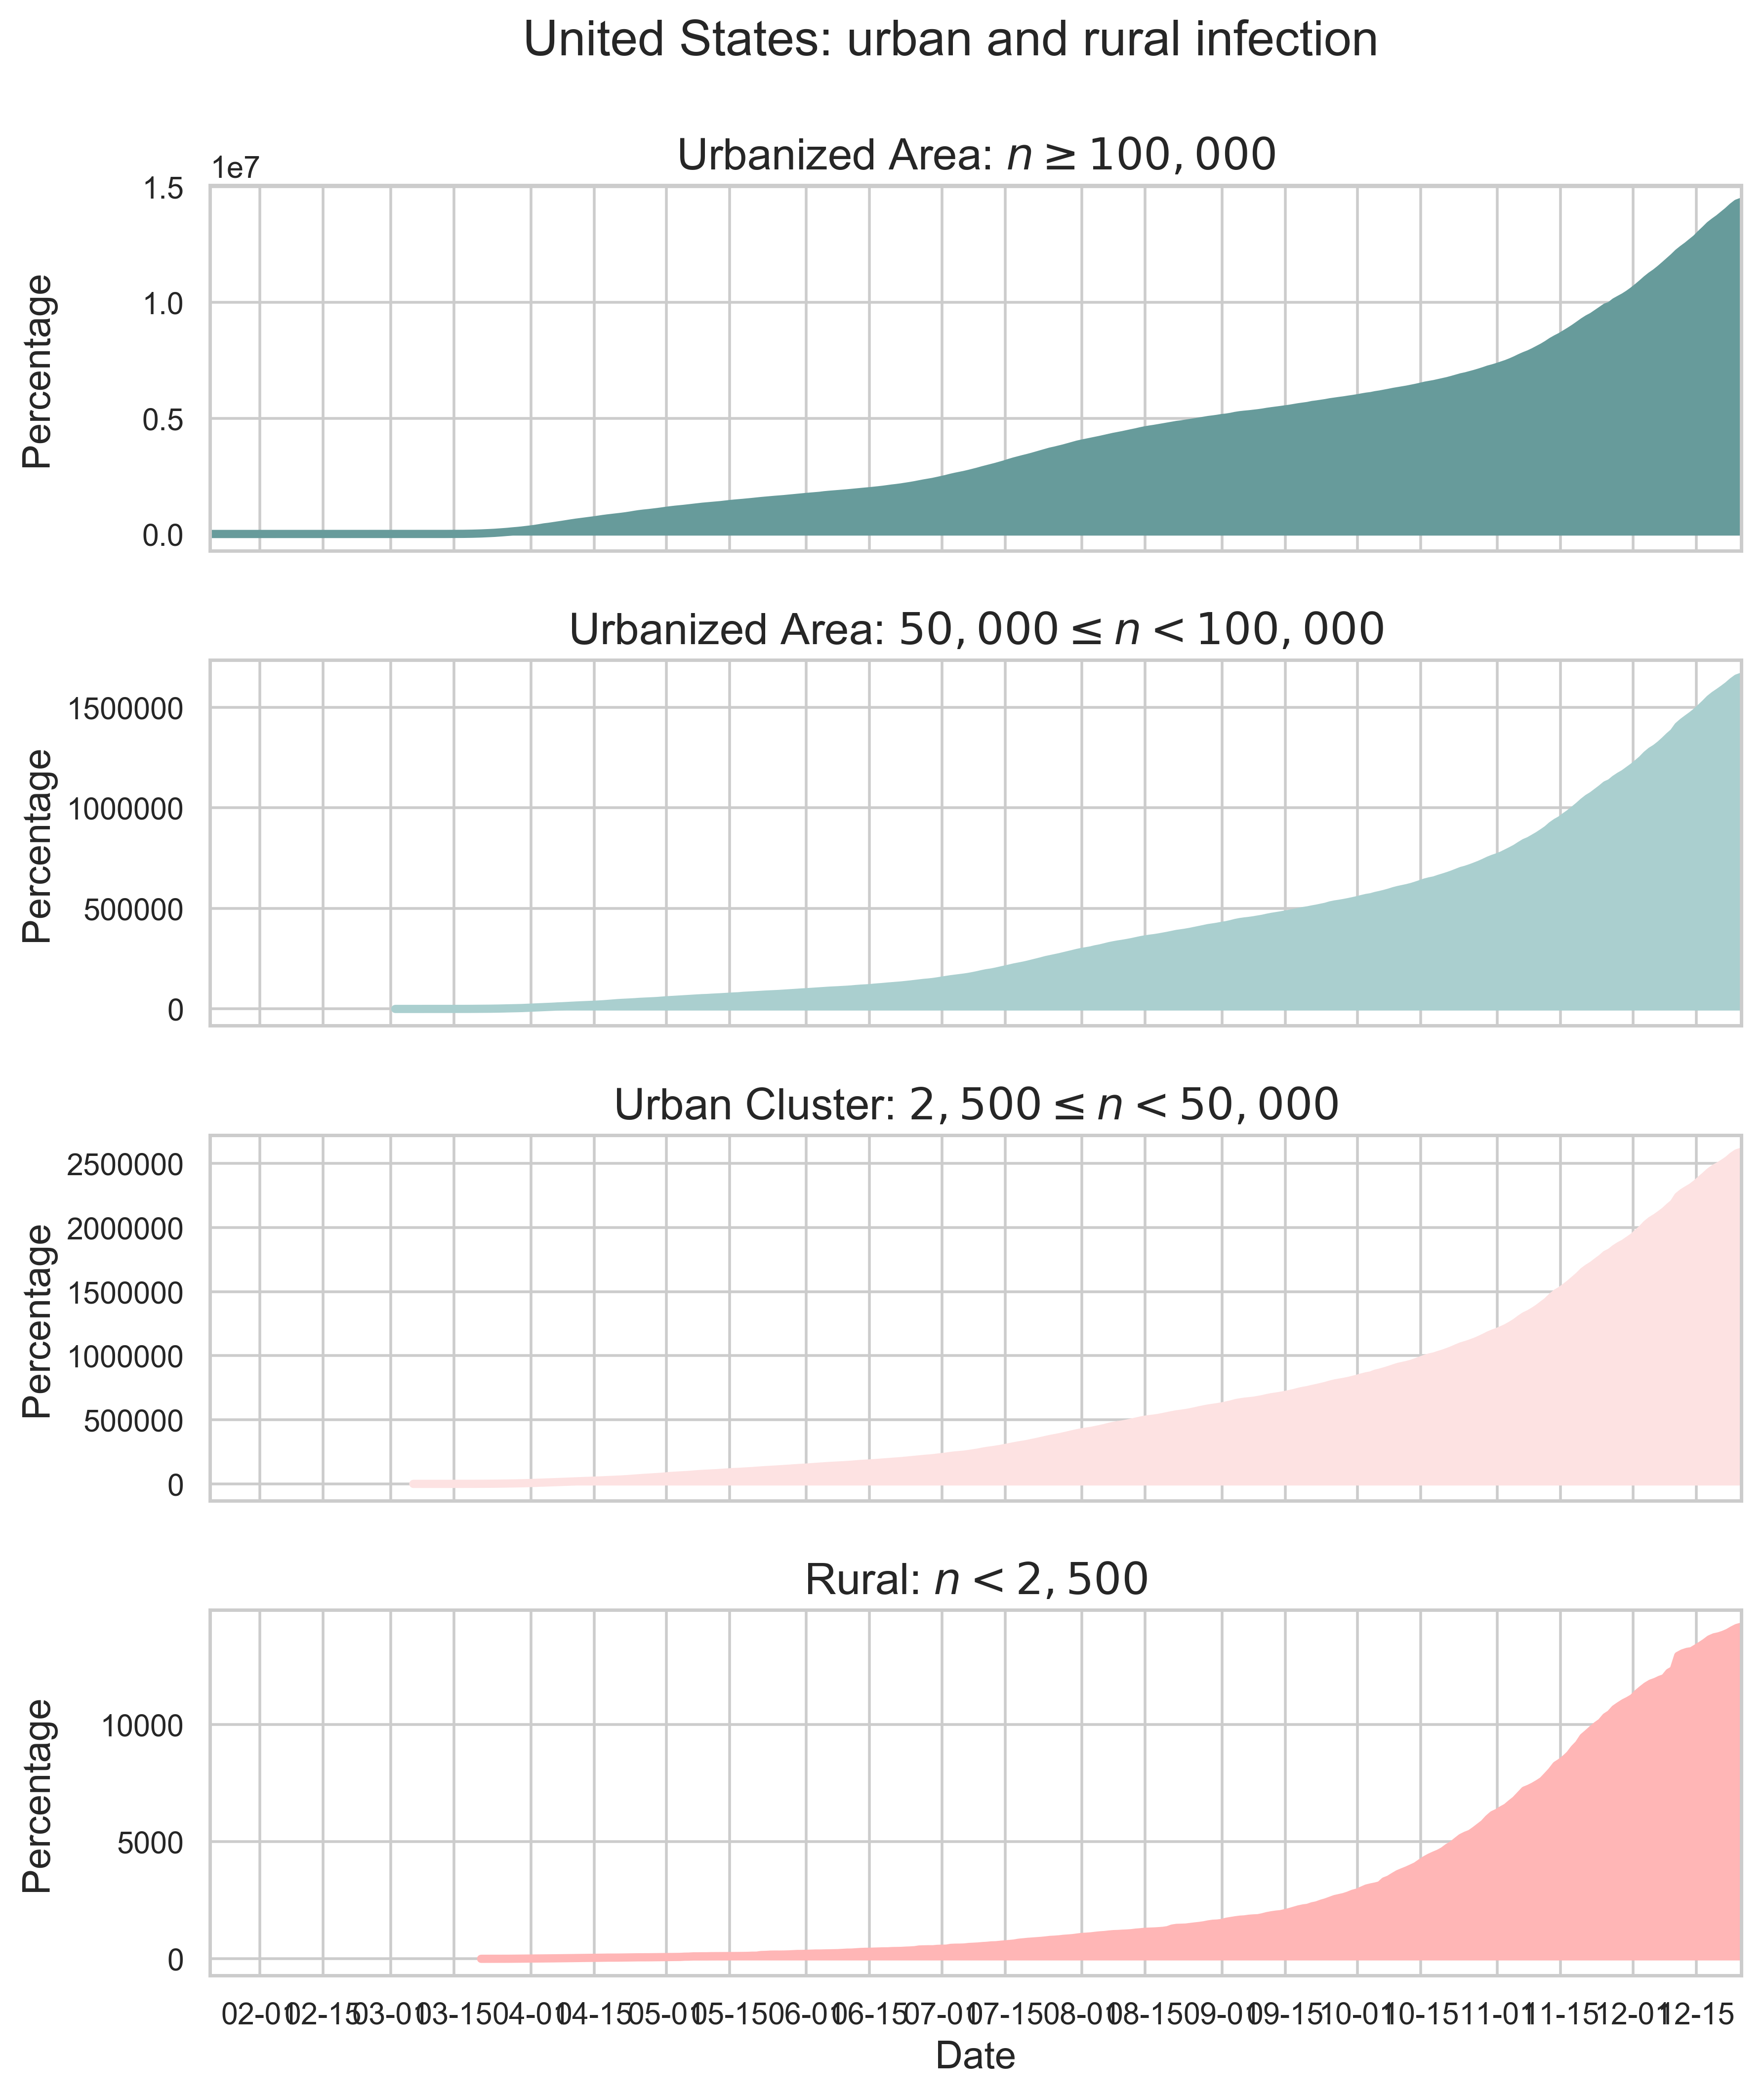 United States: urban and rural infection
Urbanized Area: n ≥ 100, 000
1e7
1.5
1.0
0.5
0.0
Percentage
Urbanized Area: 50, 000 ≤ n < 100, 000
1500000
1000000
500000
0
Percentage
Urban Cluster: 2, 500 ≤ n < 50, 000
2500000
2000000
1500000
1000000
500000
0
Percentage
Rural: n < 2, 500
10000
5000
0
Percentage
02-01 02-15 03-01 03-15 04-01 04-15 05-01 05-15 06-01 06-15 07-01 07-15 08-01 08-15 09-01 09-15 10-01 10-15 11-01 11-15 12-01 12-15
Date